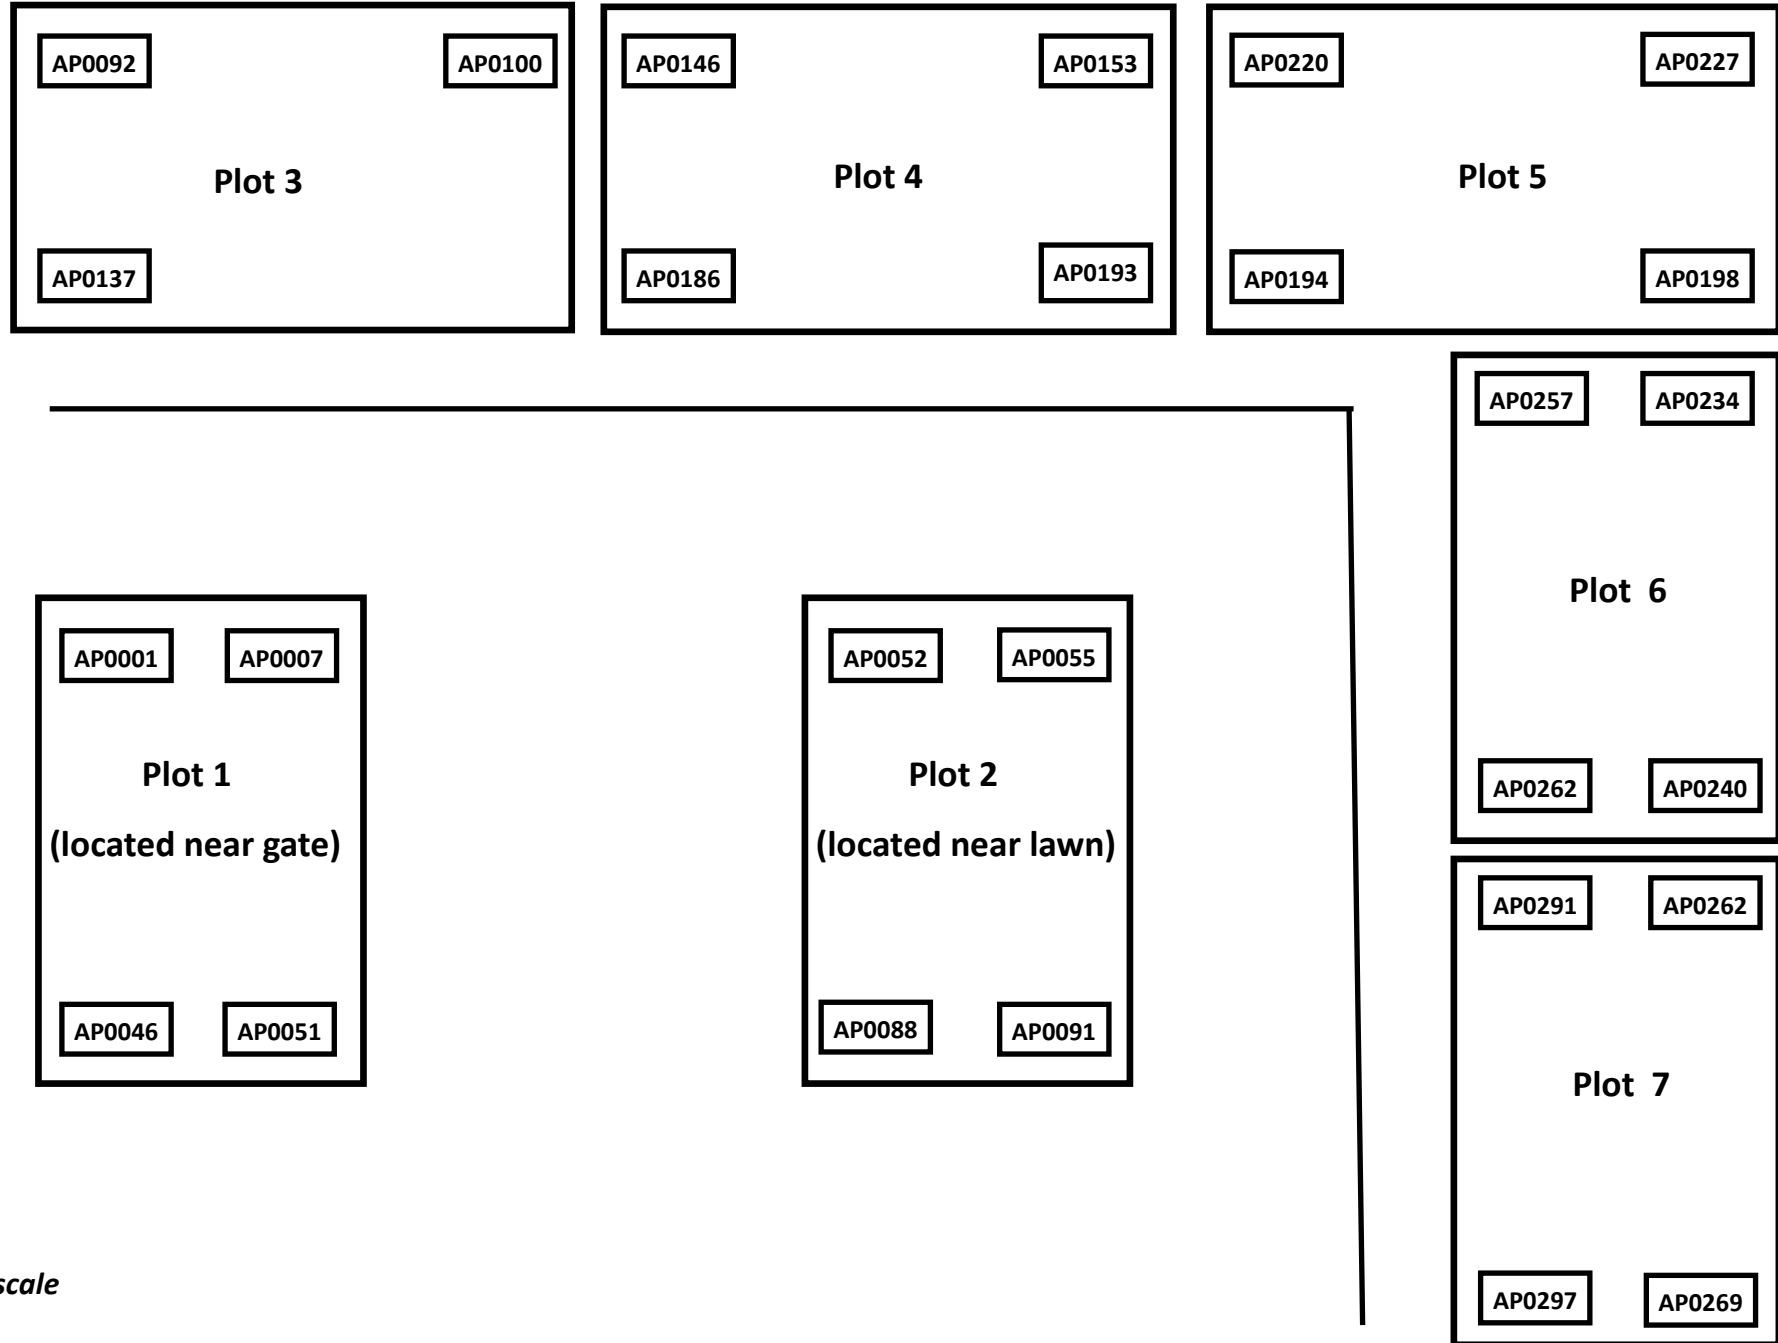 AP0092
AP0100
Plot 3
AP0137
AP0146
AP0153
Plot 4
AP0186
AP0193
AP0220
AP0227
Plot 5
AP0194
AP0198
AP0257
AP0234
Plot  6
AP0262
AP0240
AP0001
AP0007
Plot 1
(located near gate)
AP0046
AP0051
AP0052
AP0055
Plot 2
(located near lawn)
AP0088
AP0091
AP0291
AP0262
Plot  7
AP0297
AP0269
scale